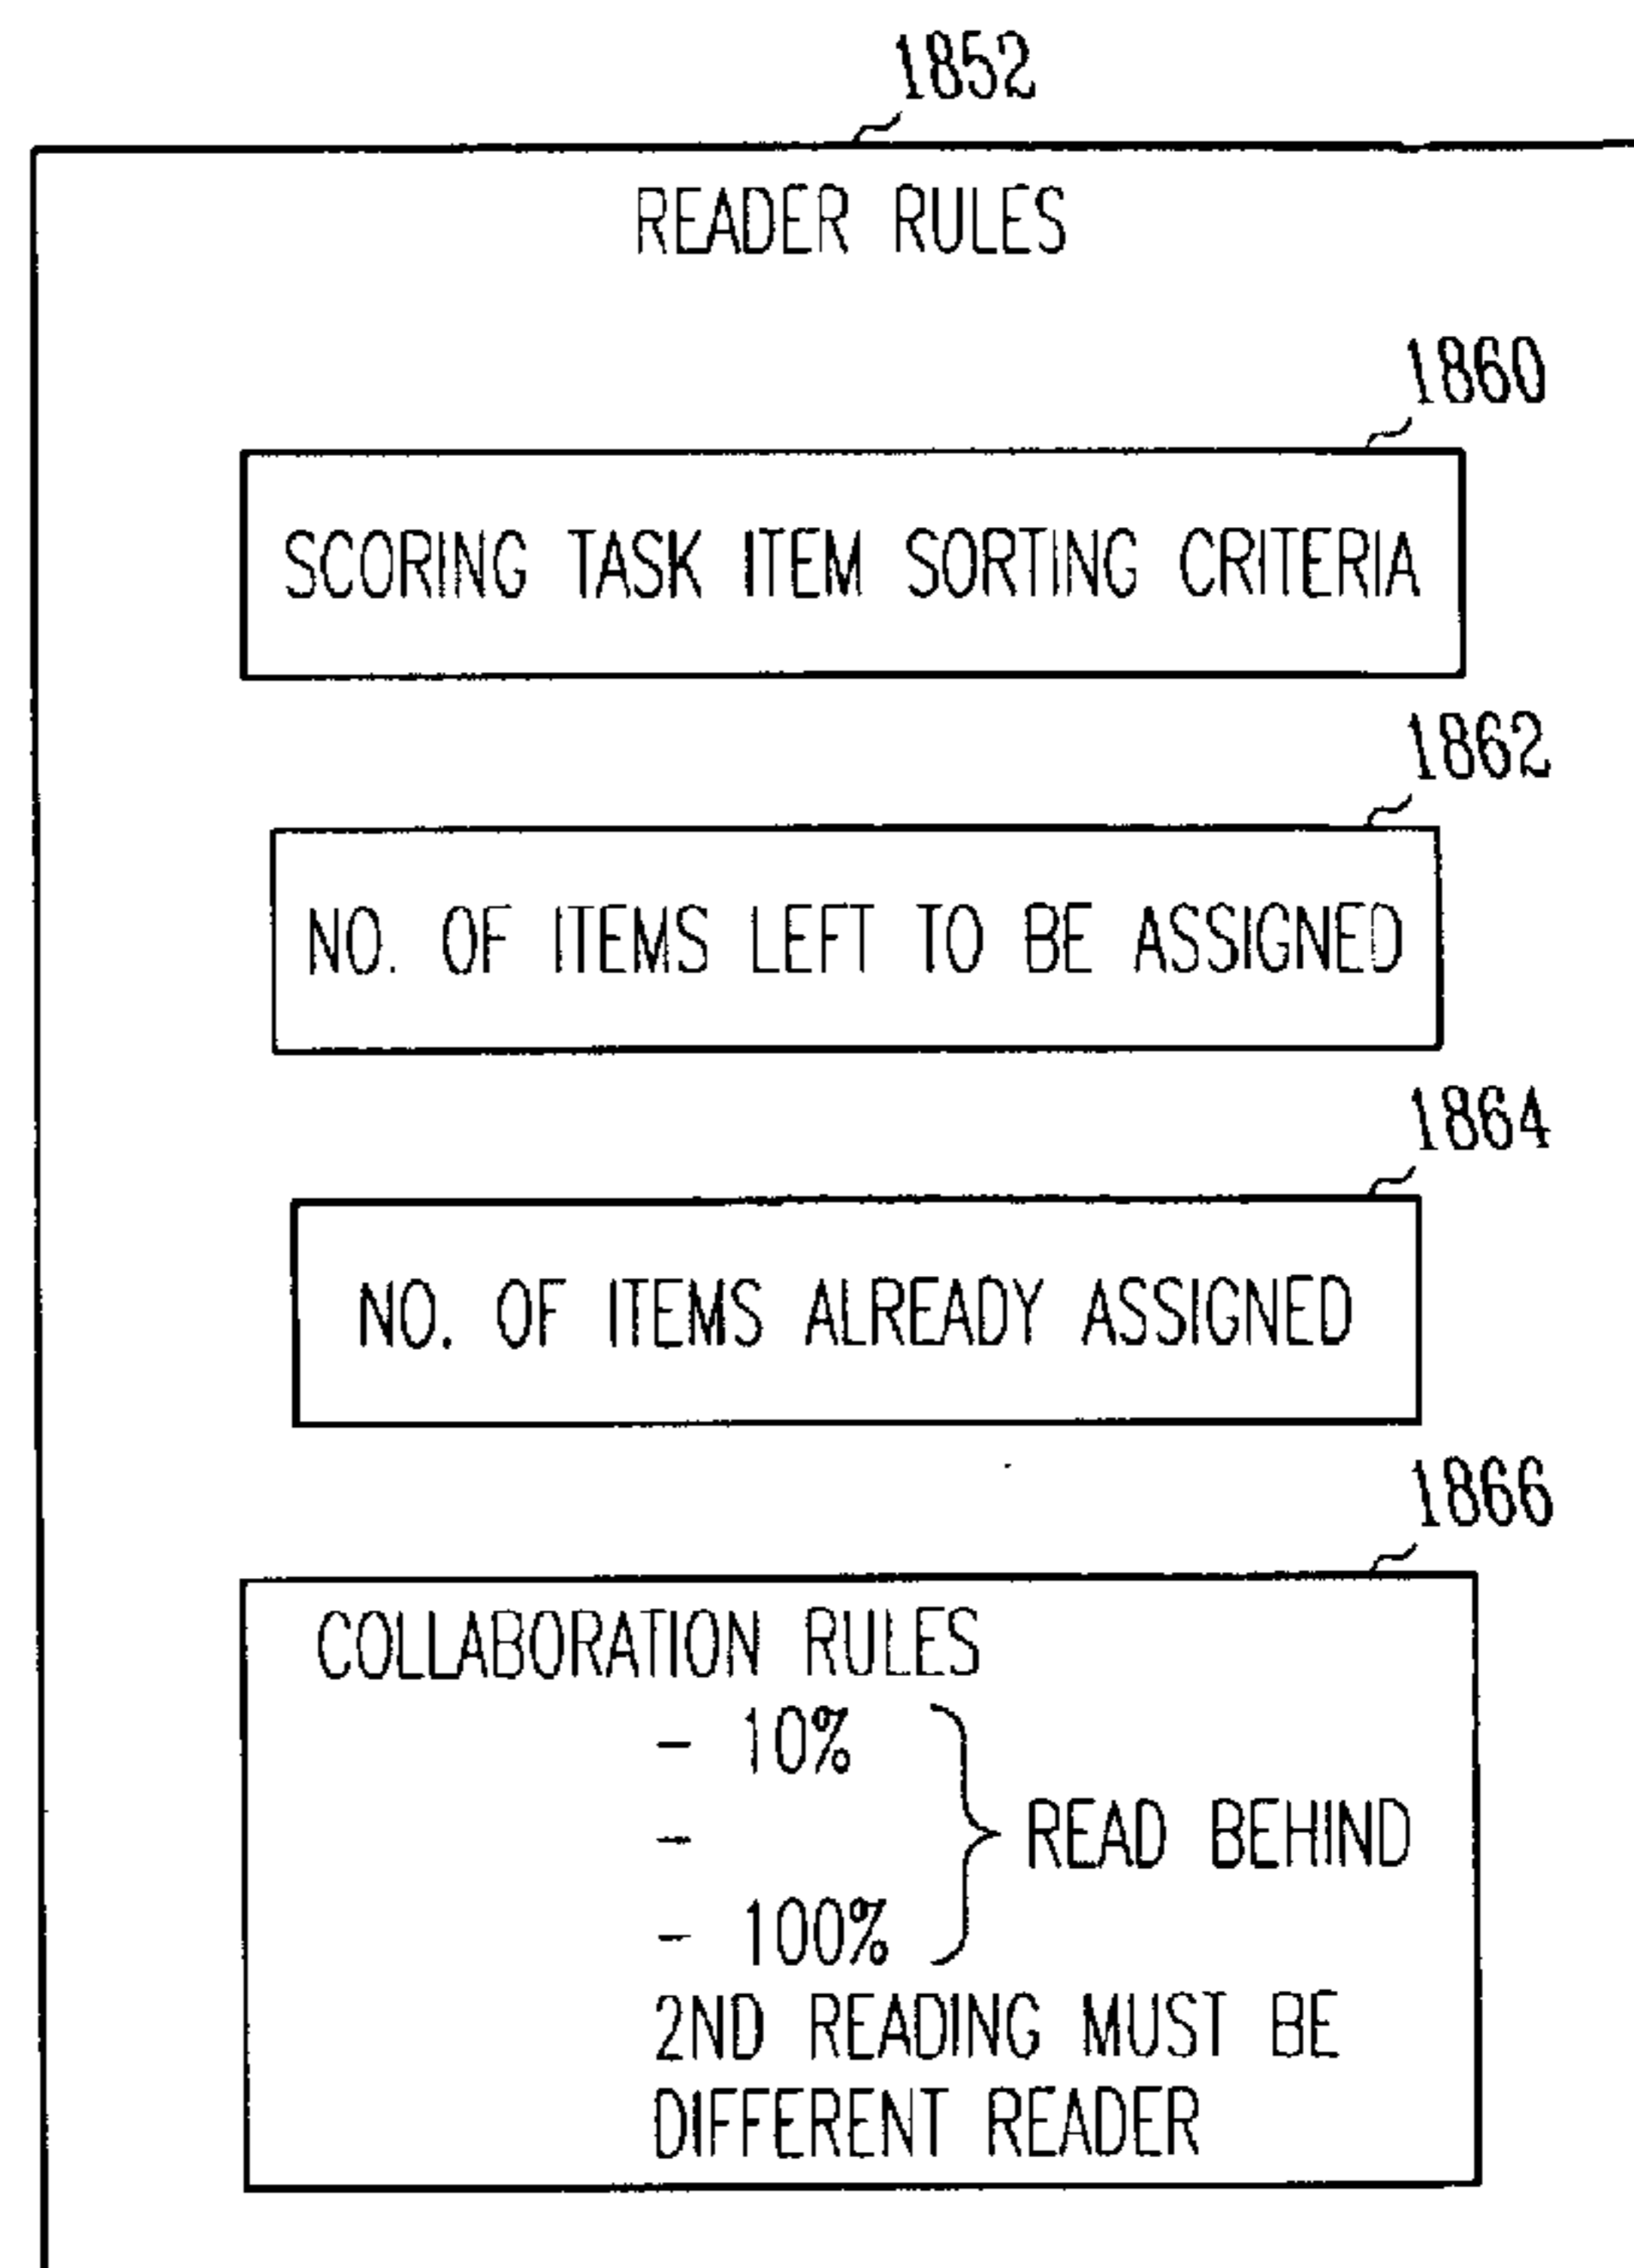 1852
READER RULES
1860
SCORING TASK ITEM SORTING CRITERIA
1862
NO. OF ITEMS LEFT TO BE ASSIGNED
1864
NO. OF ITEMS ALREADY ASSIGNED
1866
COLLABORATION RULES
- 10%
-
READ BEHIND
- 100%
2ND READING MUST BE
DIFFERENT READER